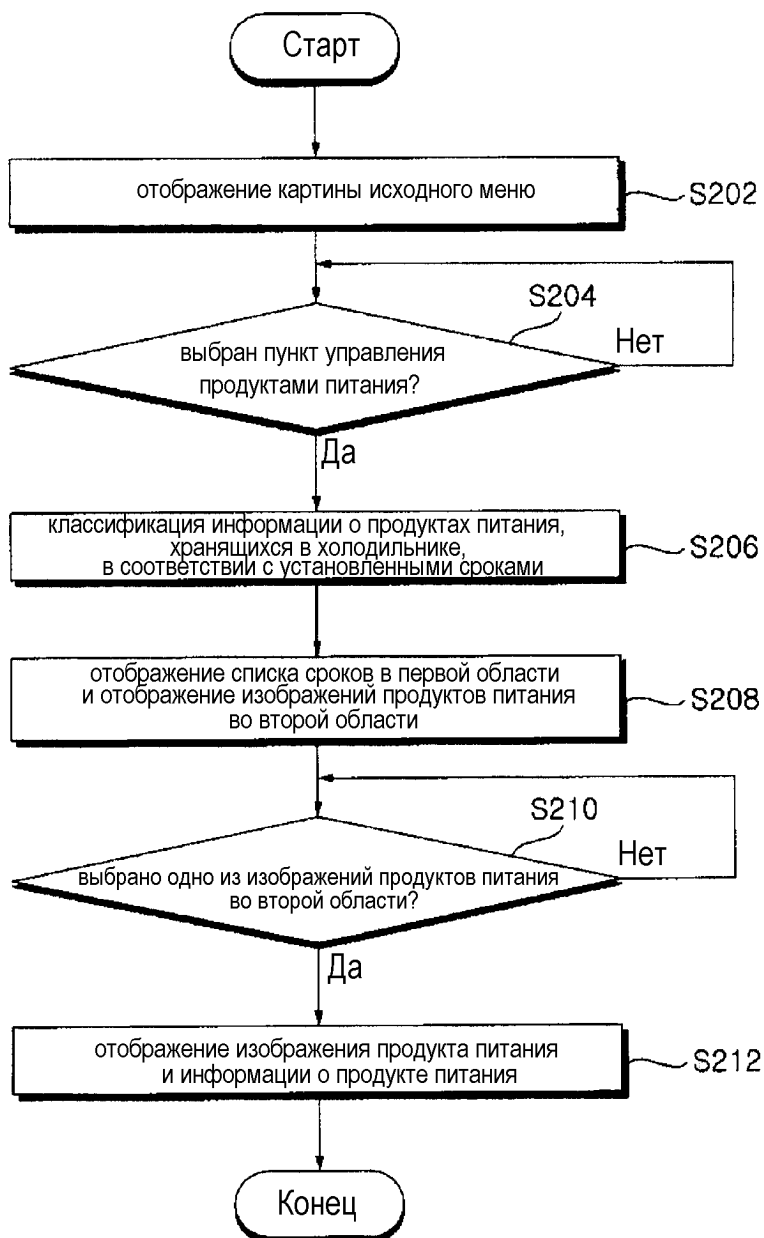 Старт
отображение картины исходного меню
S202
S204
выбран пункт управления
продуктами питания?
Нет
Да
классификация информации о продуктах питания,
хранящихся в холодильнике,
в соответствии с установленными сроками
S206
отображение списка сроков в первой области
и отображение изображений продуктов питания
во второй области
S208
S210
выбрано одно из изображений продуктов питания
во второй области?
Нет
Да
отображение изображения продукта питания
и информации о продукте питания
S212
Конец